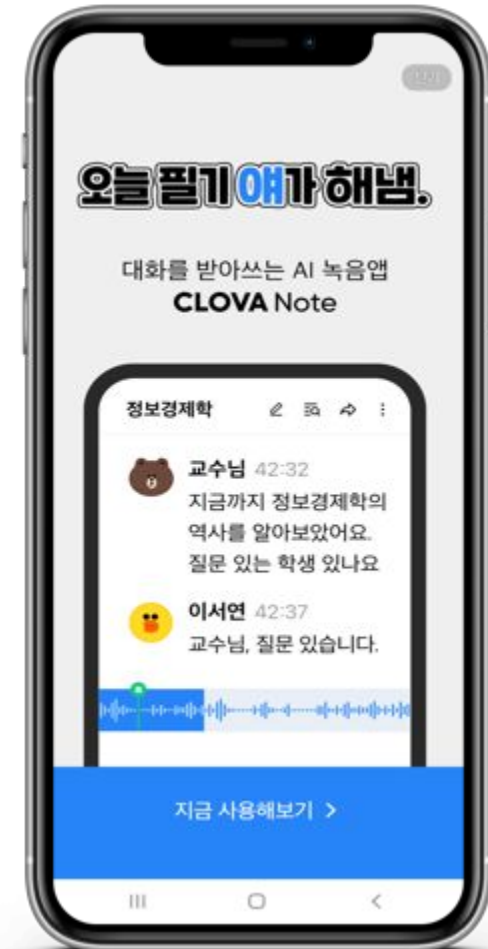 오늘 필기 얘가 해냄.
대화를 받아쓰는 AI 녹음앱
CLOVA Note
정보경제학
교수님 42:32
지금까지 정보경제학의
역사를 알아보았어요.
질문 있는 학생 있나요
이서연 42:37
교수님, 질문 있습니다.
지금 사용해보기 >